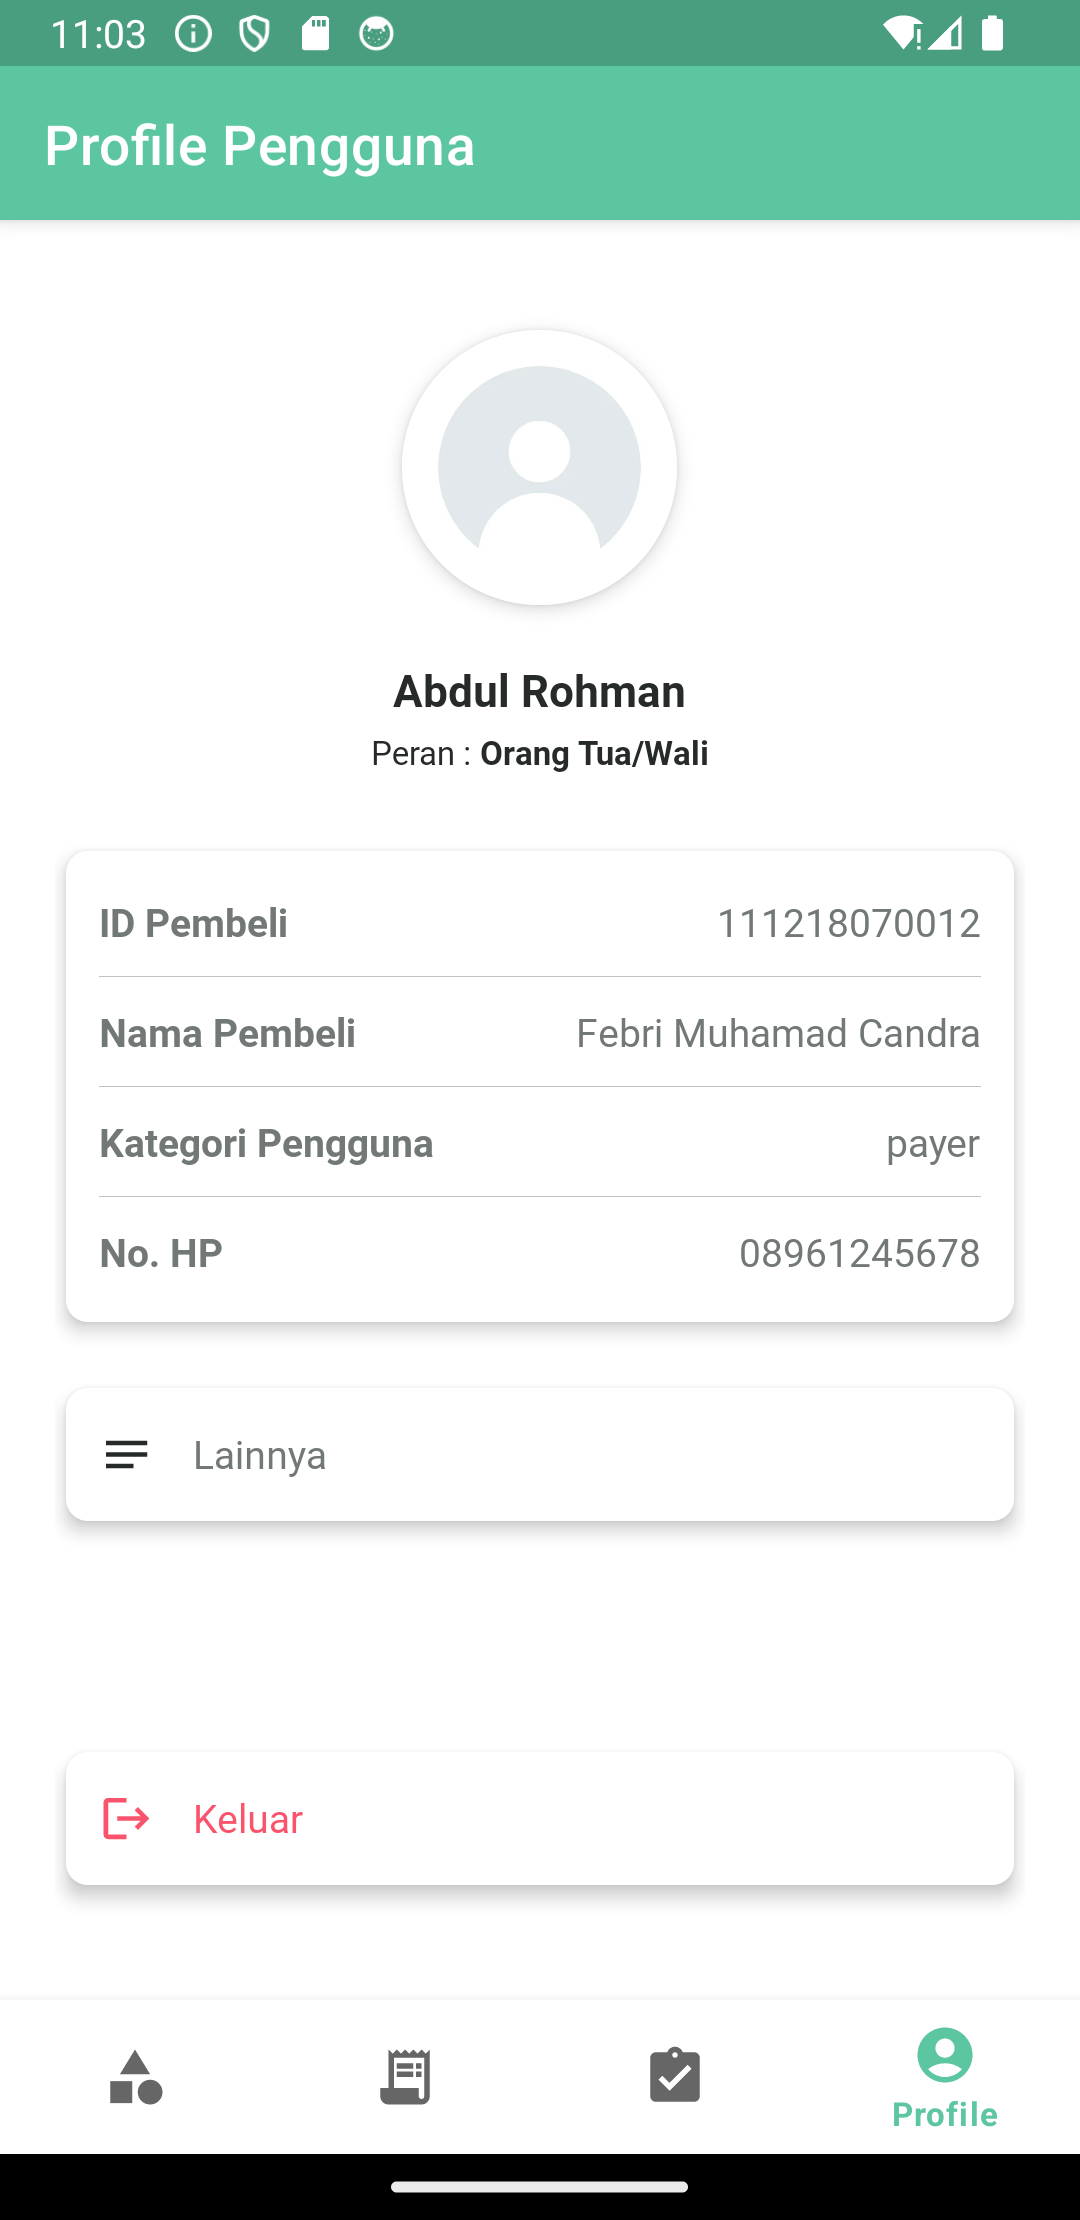 11:03
Profile Pengguna
Abdul Rohman
Peran : Orang Tua/Wali
ID Pembeli 111218070012
Nama Pembeli Febri Muhamad Candra
Kategori Pengguna payer
No. HP 08961245678
Lainnya
Keluar
Profile